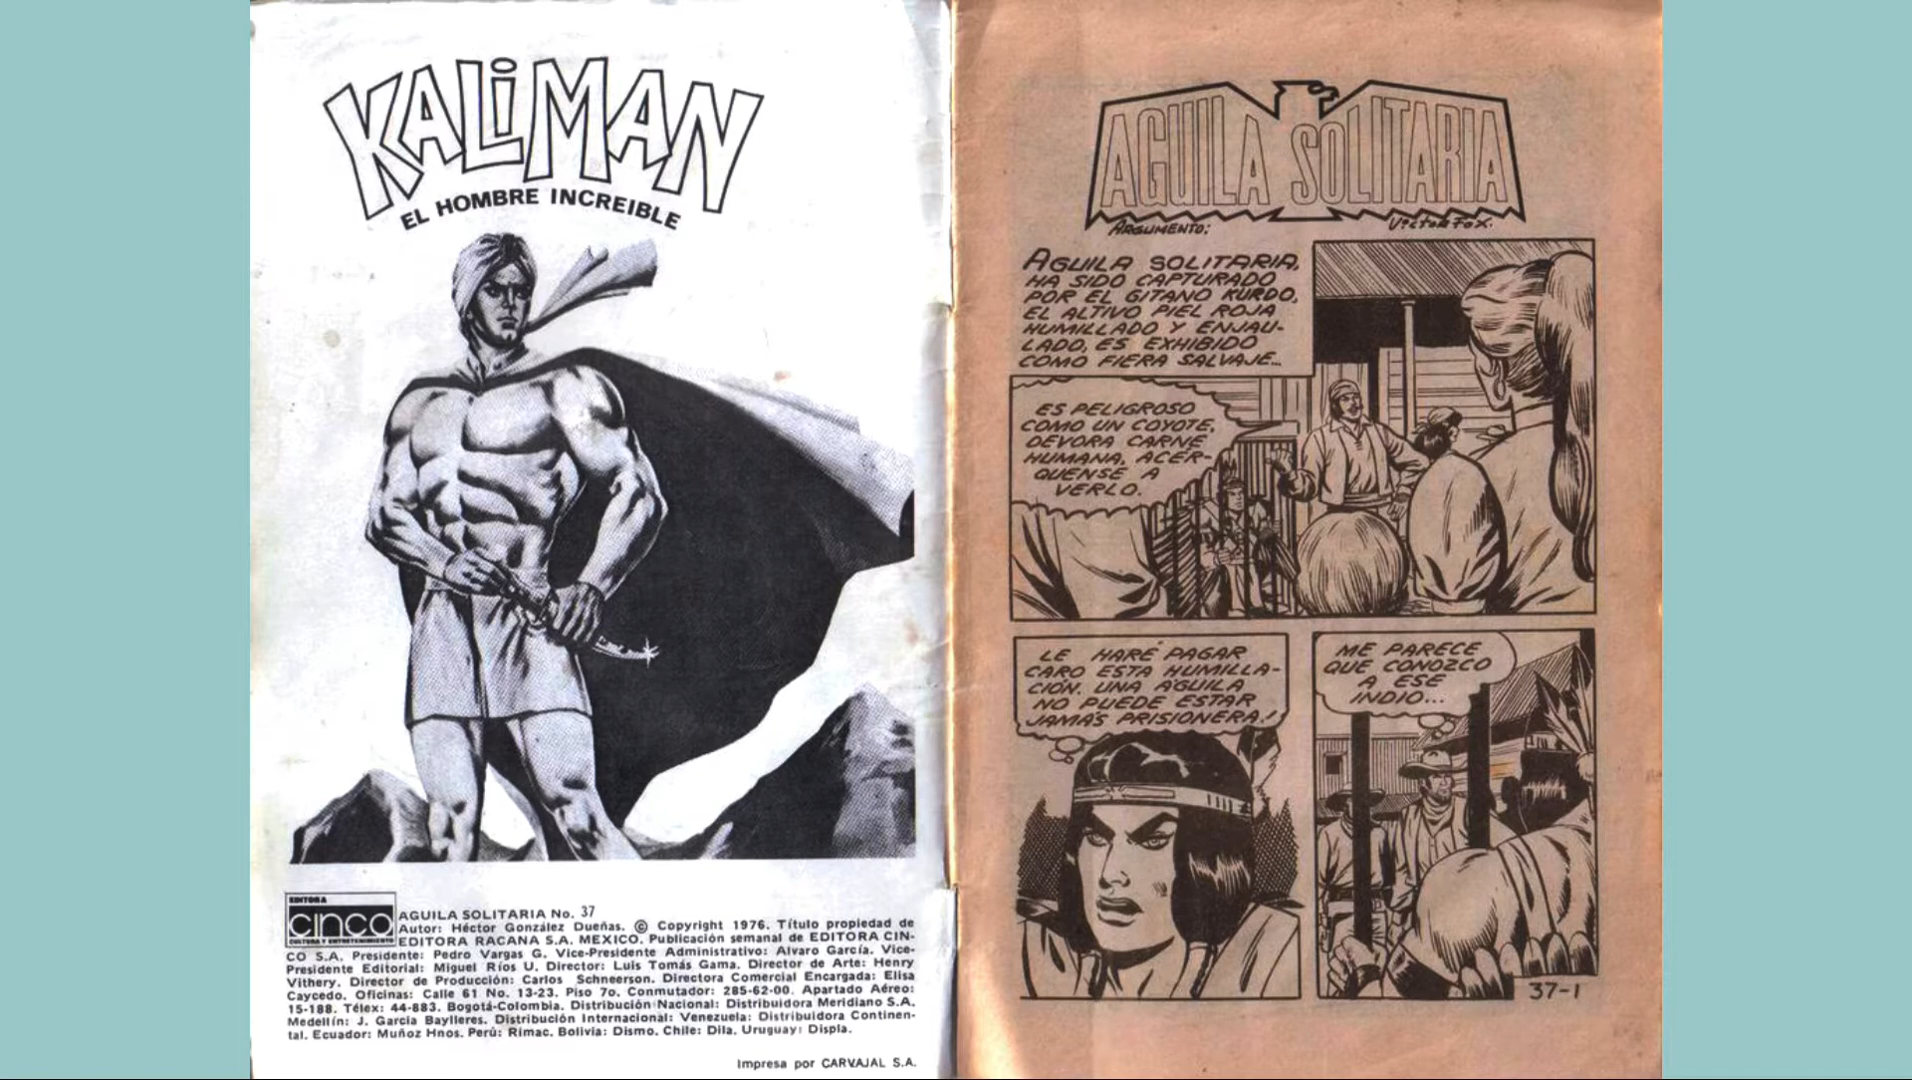 KALIMAN
EL HOMBRE INCREIBLE
EDITORA
CINCO
CULTURA Y ENTRETENIMIENTO
AGUILA SOLITARIA No. 37
Autor: Héctor González Dueñas. © Copyright 1976. Título propiedad de
EDITORA RACANA S.A. MEXICO. Publicación semanal de EDITORA CIN-
CO S.A. Presidente: Pedro Vargas G. Vice-Presidente Administrativo: Alvaro García. Vice-
Presidente Editorial: Miguel Ríos U. Director: Luis Tomás Gama. Director de Arte: Henry
Vithery. Director de Producción: Carlos Schneerson. Directora Comercial Encargada: Elisa
Caycedo. Oficinas: Calle 61 No. 13-23. Piso 7o. Conmutador: 285-62-00. Apartado Aéreo:
15-188. Télex: 44-883. Bogotá-Colombia. Distribución Nacional: Distribuidora Meridiano S.A.
Medellín: J. García Baylleres. Distribución Internacional: Venezuela: Distribuidora Continen-
tal. Ecuador: Muñoz Hnos. Perú: Rimac. Bolivia: Dismo. Chile: Dila. Uruguay: Displa.
Impresa por CARVAJAL S.A.
AGUILA SOLITARIA
ARGUMENTO:
Víctor Fox.
AGUILA SOLITARIA,
HA SIDO CAPTURADO
POR EL GITANO KURDO,
EL ALTIVO PIEL ROJA
HUMILLADO Y ENJAU-
LADO, ES EXHIBIDO
COMO FIERA SALVAJE...
ES PELIGROSO
COMO UN COYOTE,
DEVORA CARNE
HUMANA, ACER-
QUENSE A
VERLO.
LE HARÉ PAGAR
CARO ESTA HUMILLA-
CIÓN. UNA ÁGUILA
NO PUEDE ESTAR
JAMÁS PRISIONERA.!
ME PARECE
QUE CONOZCO
A ESE
INDIO...
37-1